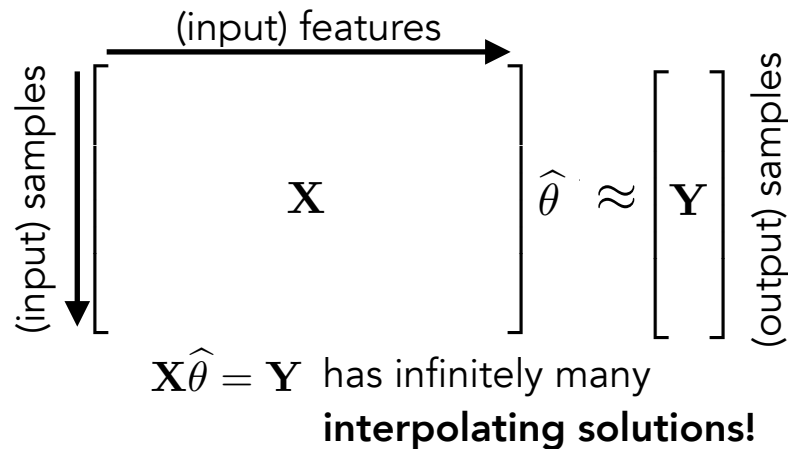 (input) features
(input) samples
X
θ̂ ≈
Y
(output) samples
Xθ̂ = Y has infinitely many
interpolating solutions!